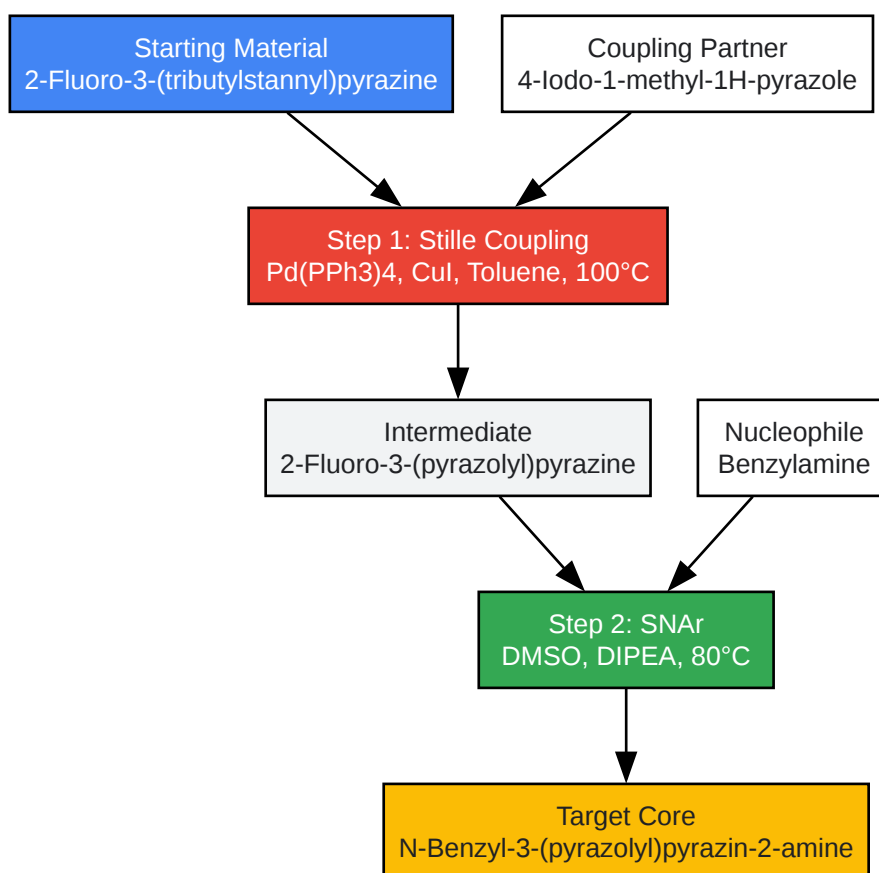 Starting Material
2-Fluoro-3-(tributylstannyl)pyrazine
Coupling Partner
4-Iodo-1-methyl-1H-pyrazole
Step 1: Stille Coupling
Pd(PPh3)4, CuI, Toluene, 100°C
Intermediate
2-Fluoro-3-(pyrazolyl)pyrazine
Nucleophile
Benzylamine
Step 2: SNAr
DMSO, DIPEA, 80°C
Target Core
N-Benzyl-3-(pyrazolyl)pyrazin-2-amine